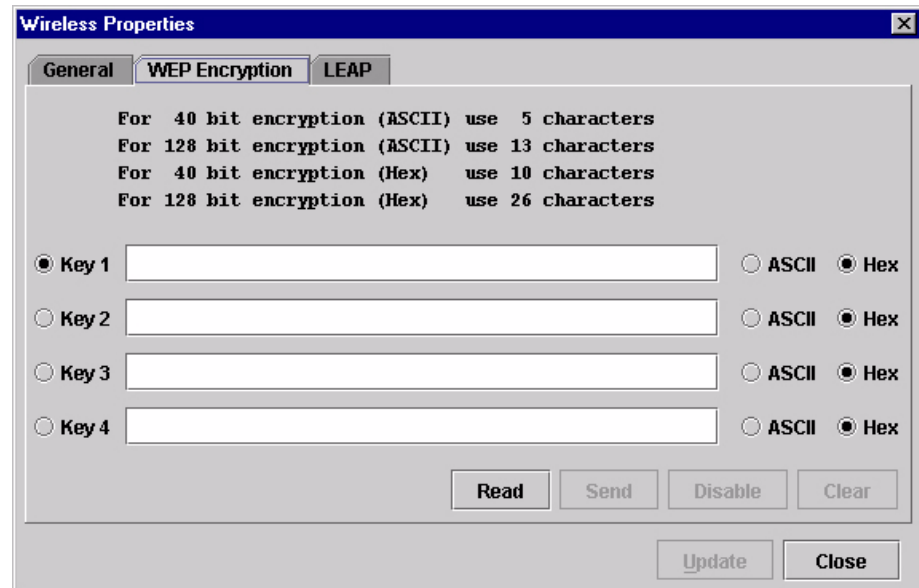 Wireless Properties
General WEP Encryption LEAP
For 40 bit encryption (ASCII) use 5 characters
For 128 bit encryption (ASCII) use 13 characters
For 40 bit encryption (Hex) use 10 characters
For 128 bit encryption (Hex) use 26 characters
Key 1 ASCII Hex
Key 2 ASCII Hex
Key 3 ASCII Hex
Key 4 ASCII Hex
Read Send Disable Clear
Update Close